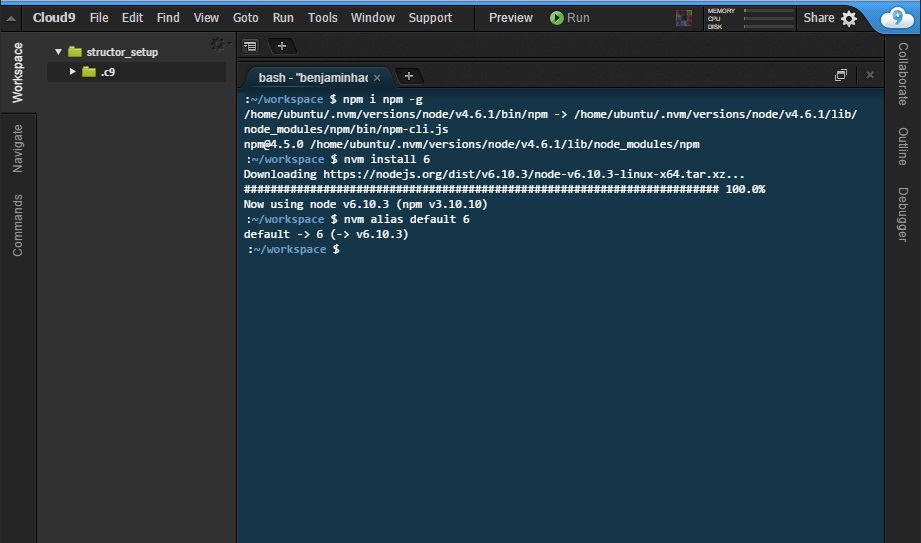 Cloud9 File Edit Find View Goto Run Tools Window Support Preview Run MEMORY CPU DISK Share 9
Workspace
Navigate
Commands
structor_setup
.c9
bash - "benjaminhac × +
:~/workspace $ npm i npm -g
/home/ubuntu/.nvm/versions/node/v4.6.1/bin/npm -> /home/ubuntu/.nvm/versions/node/v4.6.1/lib/
node_modules/npm/bin/npm-cli.js
npm@4.5.0 /home/ubuntu/.nvm/versions/node/v4.6.1/lib/node_modules/npm
:~/workspace $ nvm install 6
Downloading https://nodejs.org/dist/v6.10.3/node-v6.10.3-linux-x64.tar.xz...
######################################################################## 100.0%
Now using node v6.10.3 (npm v3.10.10)
:~/workspace $ nvm alias default 6
default -> 6 (-> v6.10.3)
:~/workspace $
Collaborate
Outline
Debugger